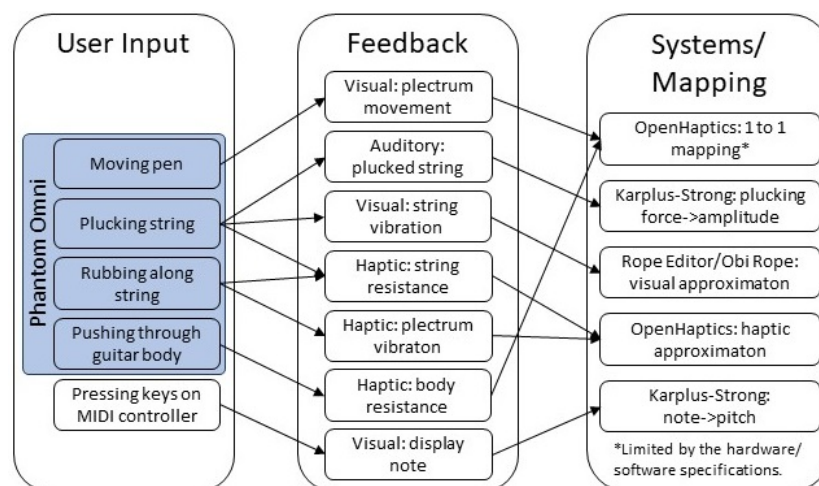 User Input
Phantom Omni
Moving pen
Plucking string
Rubbing along
string
Pushing through
guitar body
Pressing keys on
MIDI controller
Feedback
Visual: plectrum
movement
Auditory:
plucked string
Visual: string
vibration
Haptic: string
resistance
Haptic: plectrum
vibraton
Haptic: body
resistance
Visual: display
note
Systems/
Mapping
OpenHaptics: 1 to 1
mapping*
Karplus-Strong: plucking
force->amplitude
Rope Editor/Obi Rope:
visual approximaton
OpenHaptics: haptic
approximaton
Karplus-Strong:
note->pitch
*Limited by the hardware/
software specifications.